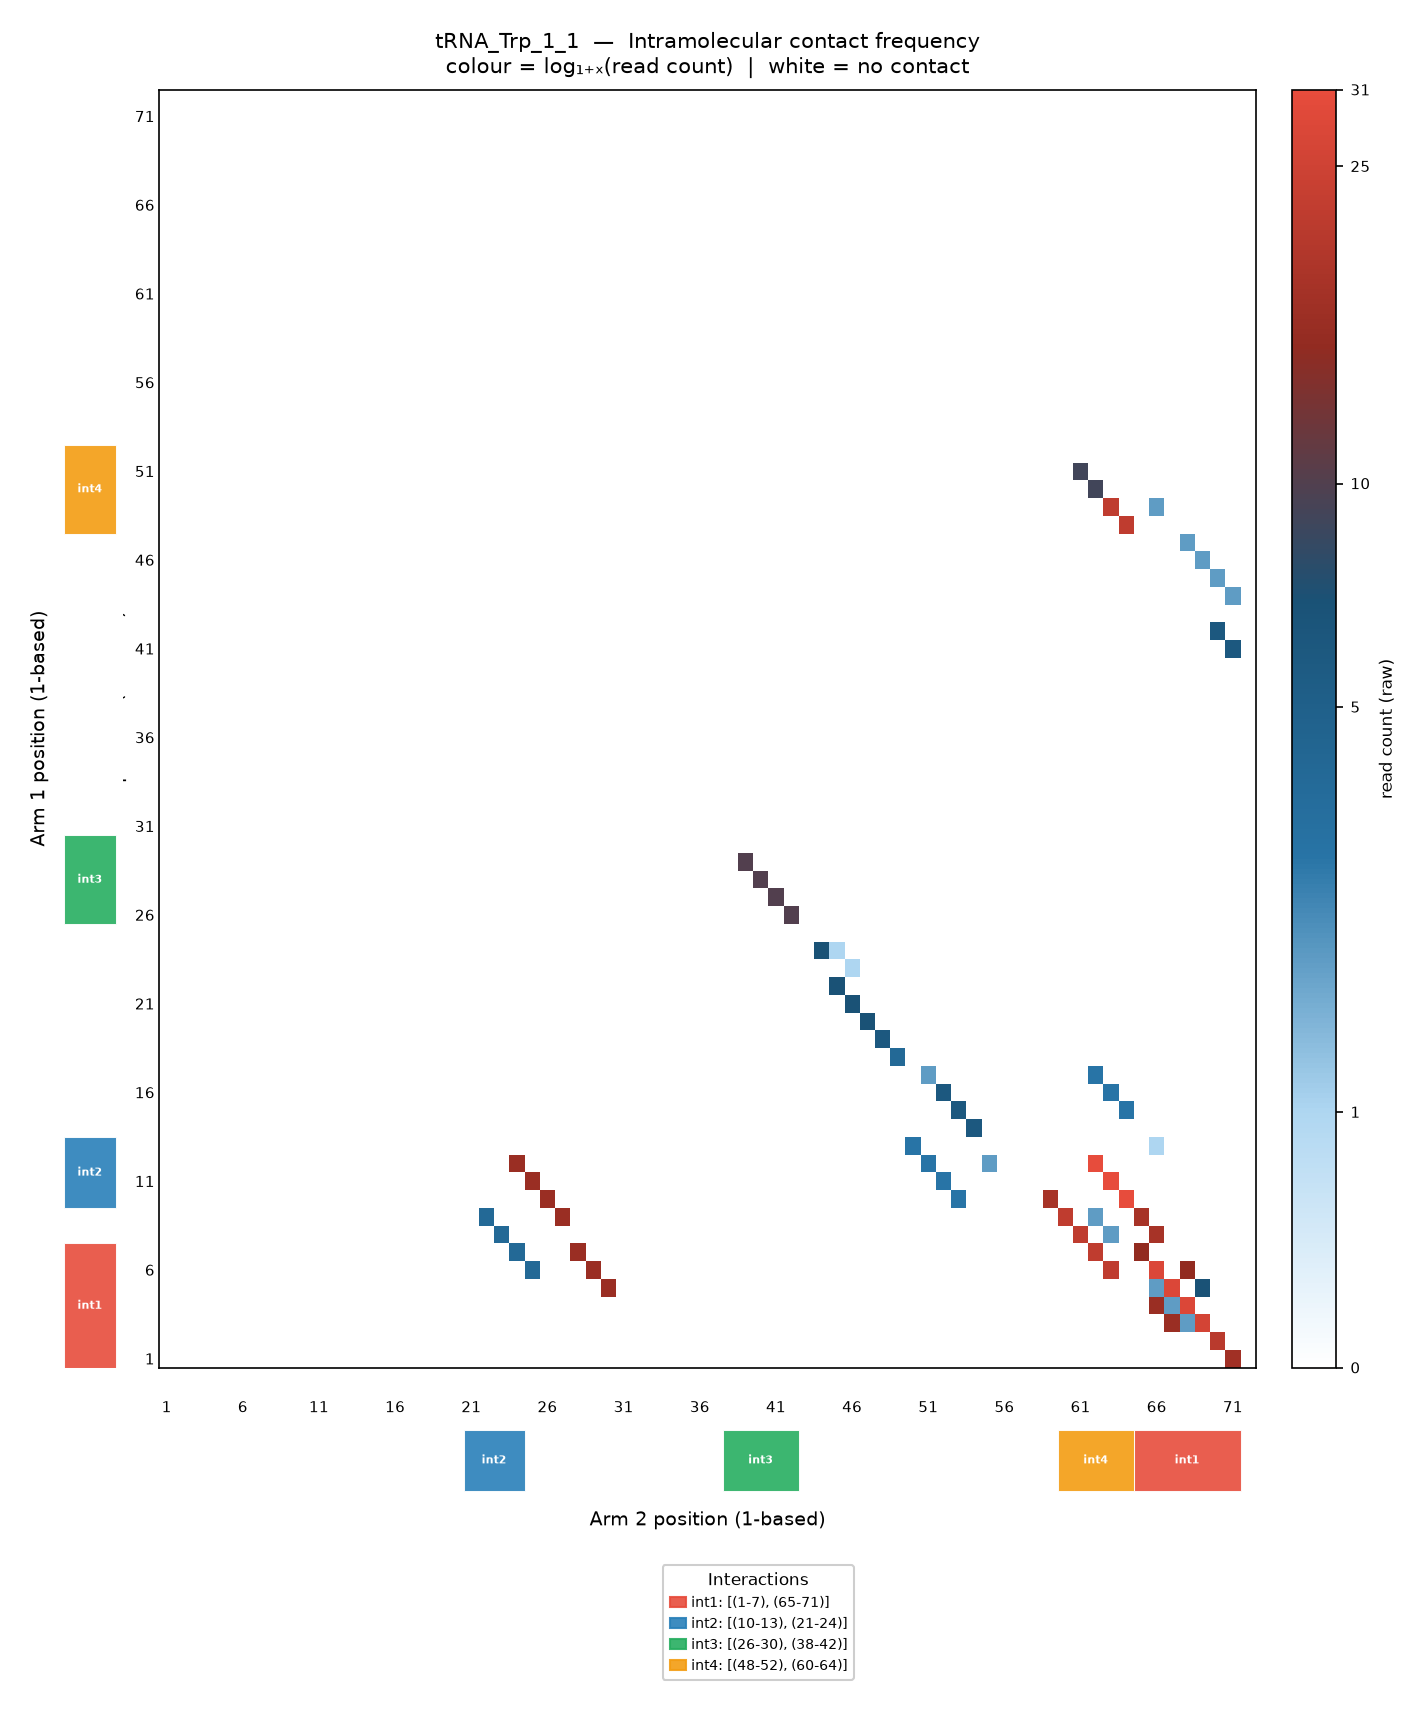 tRNA_Trp_1_1  —  Intramolecular contact frequency
colour = log₁₊ₓ(read count)  |  white = no contact
71
66
61
56
51
46
41
36
31
26
21
16
11
6
1
int4
int3
int2
int1
Arm 1 position (1-based)
31
25
10
5
1
0
read count (raw)
1 6 11 16 21 26 31 36 41 46 51 56 61 66 71
int2 int3 int4 int1
Arm 2 position (1-based)
Interactions
int1: [(1-7), (65-71)]
int2: [(10-13), (21-24)]
int3: [(26-30), (38-42)]
int4: [(48-52), (60-64)]